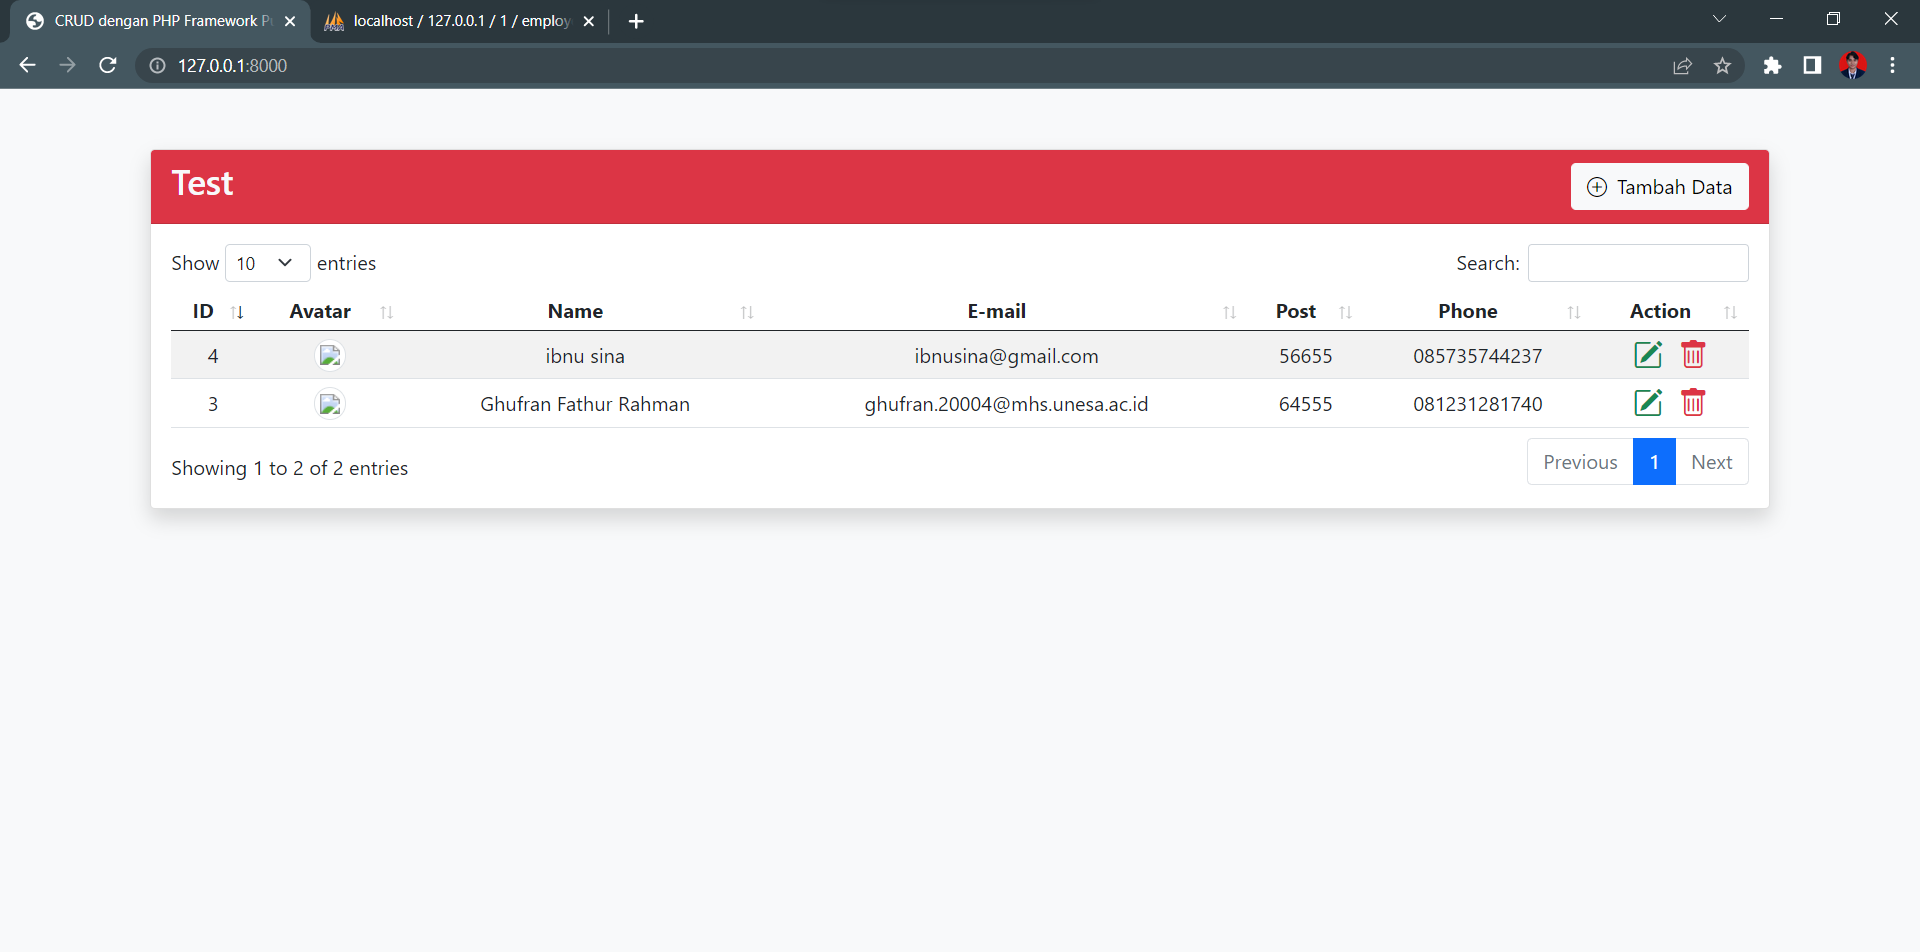 CRUD dengan PHP Framework
localhost / 127.0.0.1 / 1 / employ
127.0.0.1:8000
Test
Tambah Data
Show 10 entries
Search:
ID Avatar Name E-mail Post Phone Action
4 ibnu sina ibnusina@gmail.com 56655 085735744237
3 Ghufran Fathur Rahman ghufran.20004@mhs.unesa.ac.id 64555 081231281740
Showing 1 to 2 of 2 entries
Previous 1 Next